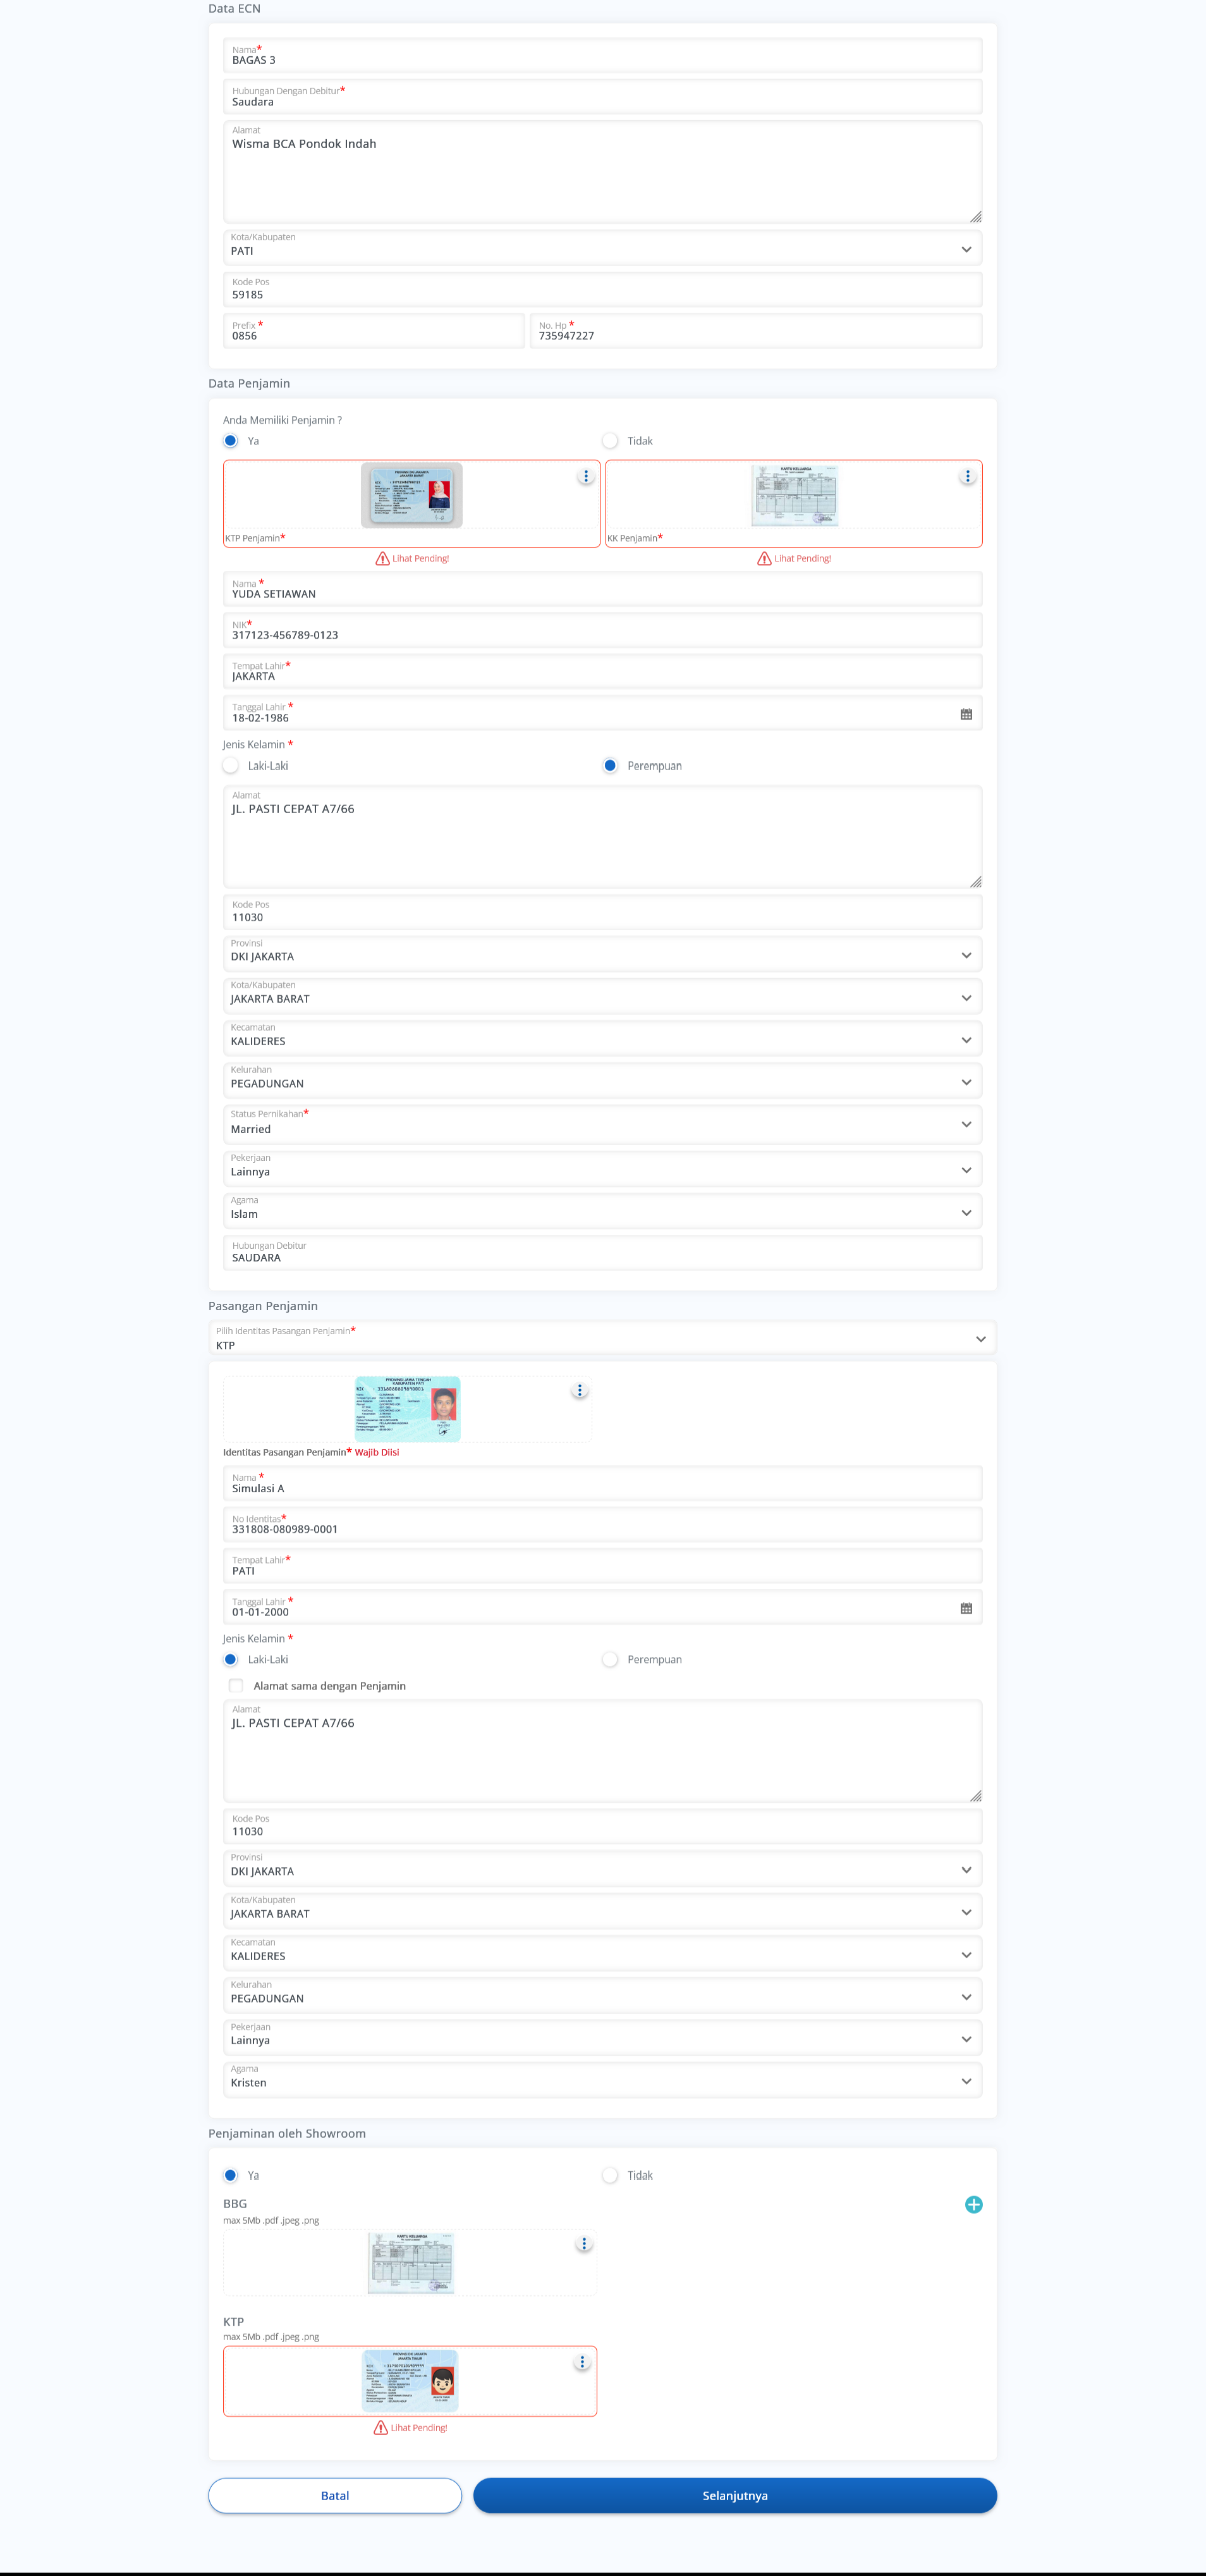 Data ECN
Nama*
BAGAS 3
Hubungan Dengan Debitur*
Saudara
Alamat
Wisma BCA Pondok Indah
Kota/Kabupaten
PATI
Kode Pos
59185
Prefix *
0856
No. Hp *
735947227
Data Penjamin
Anda Memiliki Penjamin ?
Ya
Tidak
KTP Penjamin*
KK Penjamin*
Lihat Pending!
Lihat Pending!
Nama *
YUDA SETIAWAN
NIK*
317123-456789-0123
Tempat Lahir*
JAKARTA
Tanggal Lahir *
18-02-1986
Jenis Kelamin *
Laki-Laki
Perempuan
Alamat
JL. PASTI CEPAT A7/66
Kode Pos
11030
Provinsi
DKI JAKARTA
Kota/Kabupaten
JAKARTA BARAT
Kecamatan
KALIDERES
Kelurahan
PEGADUNGAN
Status Pernikahan*
Married
Pekerjaan
Lainnya
Agama
Islam
Hubungan Debitur
SAUDARA
Pasangan Penjamin
Pilih Identitas Pasangan Penjamin*
KTP
PROVINSI JAWA TENGAH
KABUPATEN PATI
Identitas Pasangan Penjamin* Wajib Diisi
Nama *
Simulasi A
No Identitas*
331808-080989-0001
Tempat Lahir*
PATI
Tanggal Lahir *
01-01-2000
Jenis Kelamin *
Laki-Laki
Perempuan
Alamat sama dengan Penjamin
Alamat
JL. PASTI CEPAT A7/66
Kode Pos
11030
Provinsi
DKI JAKARTA
Kota/Kabupaten
JAKARTA BARAT
Kecamatan
KALIDERES
Kelurahan
PEGADUNGAN
Pekerjaan
Lainnya
Agama
Kristen
Penjaminan oleh Showroom
Ya
Tidak
BBG
max 5Mb .pdf .jpeg .png
KARTU KELUARGA
KTP
max 5Mb .pdf .jpeg .png
Lihat Pending!
Batal
Selanjutnya